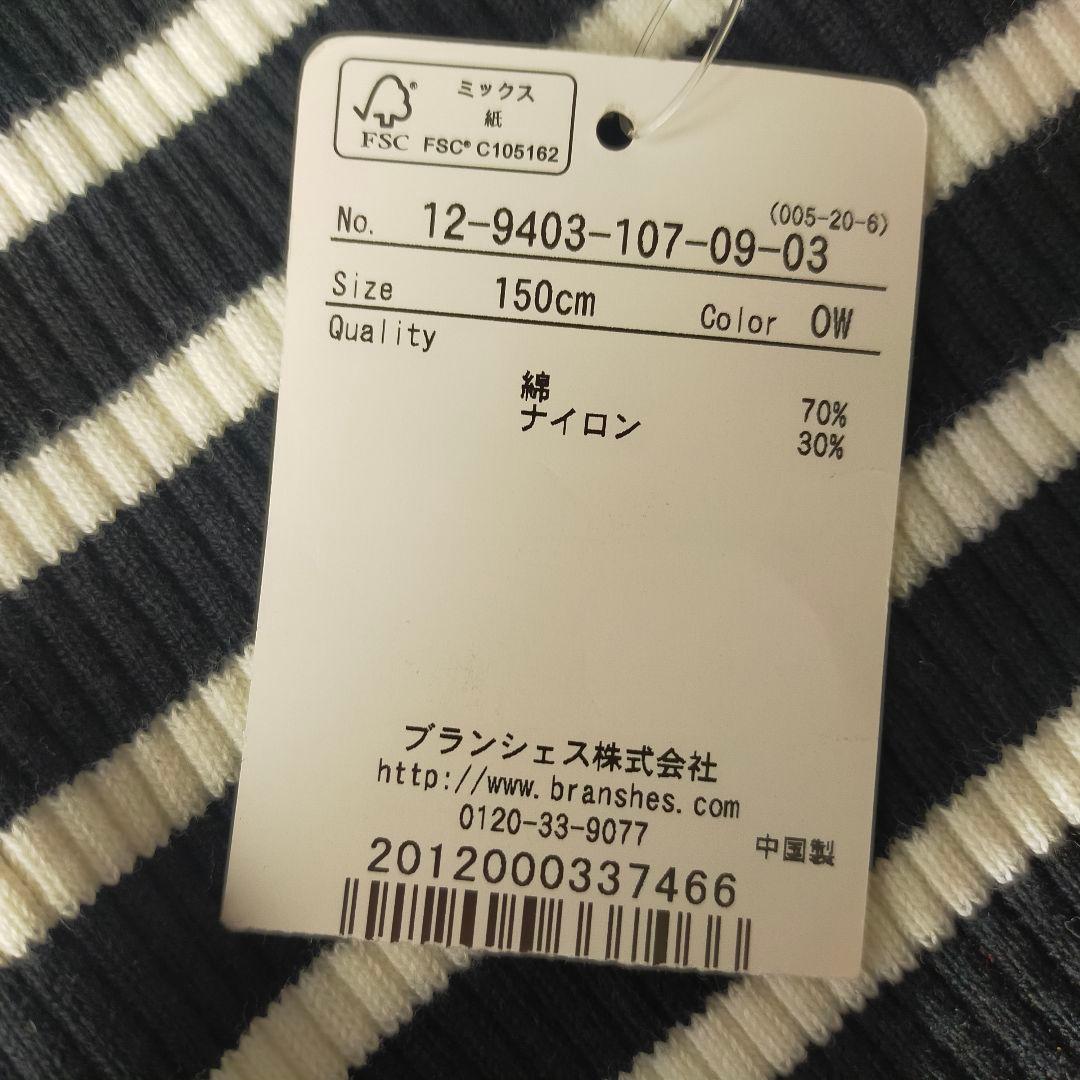 ミックス
紙
FSC® C105162
FSC
(005-20-6)
No. 12-9403-107-09-03
Size 150cm Color OW
Quality
綿 70%
ナイロン 30%
ブランシェス株式会社
http://www.branshes.com
0120-33-9077
中国製
2012000337466